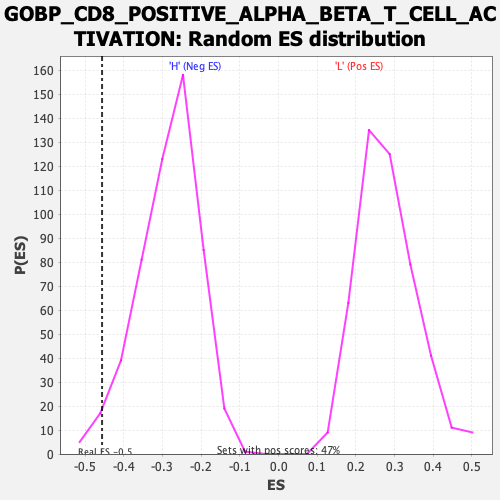 GOBP_CD8_POSITIVE_ALPHA_BETA_T_CELL_AC
TIVATION: Random ES distribution
'H' (Neg ES) 'L' (Pos ES)
160
150
140
130
120
110
100
90
80
70
60
50
40
30
20
10
0
P(ES)
Real ES -0.5
Sets with pos scores: 47%
-0.5 -0.4 -0.3 -0.2 -0.1 0.0 0.1 0.2 0.3 0.4 0.5
ES